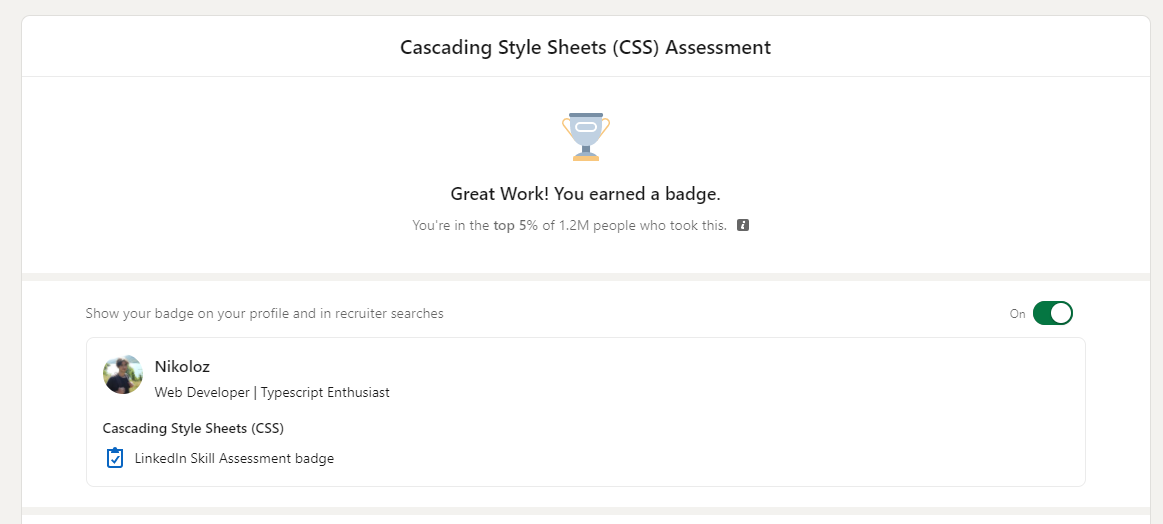 Cascading Style Sheets (CSS) Assessment
Great Work! You earned a badge.
You're in the top 5% of 1.2M people who took this.
Show your badge on your profile and in recruiter searches
On
Nikoloz
Web Developer | Typescript Enthusiast
Cascading Style Sheets (CSS)
LinkedIn Skill Assessment badge